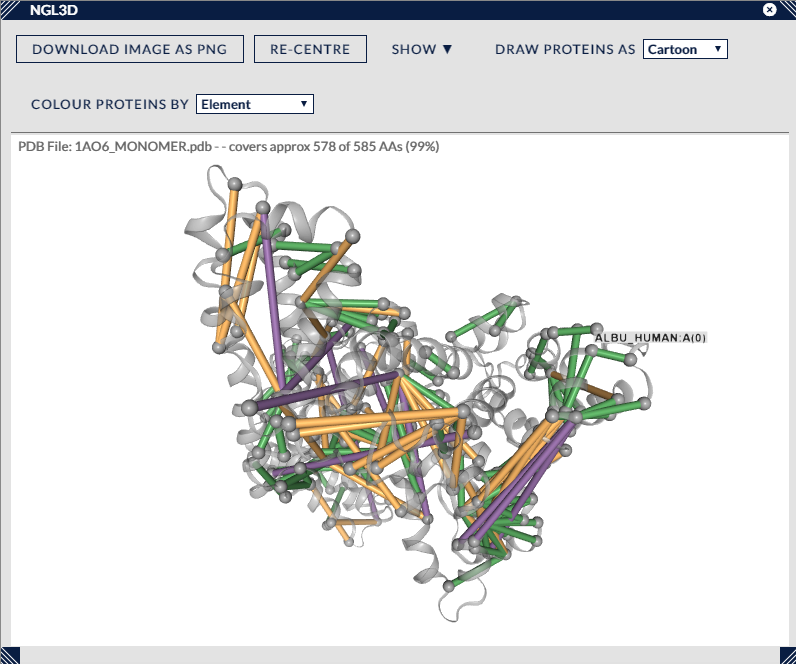 NGL3D
DOWNLOAD IMAGE AS PNG RE-CENTRE SHOW ▼ DRAW PROTEINS AS Cartoon ▼
COLOUR PROTEINS BY Element ▼
PDB File: 1AO6_MONOMER.pdb - - covers approx 578 of 585 AAs (99%)
ALBU_HUMAN:A(0)